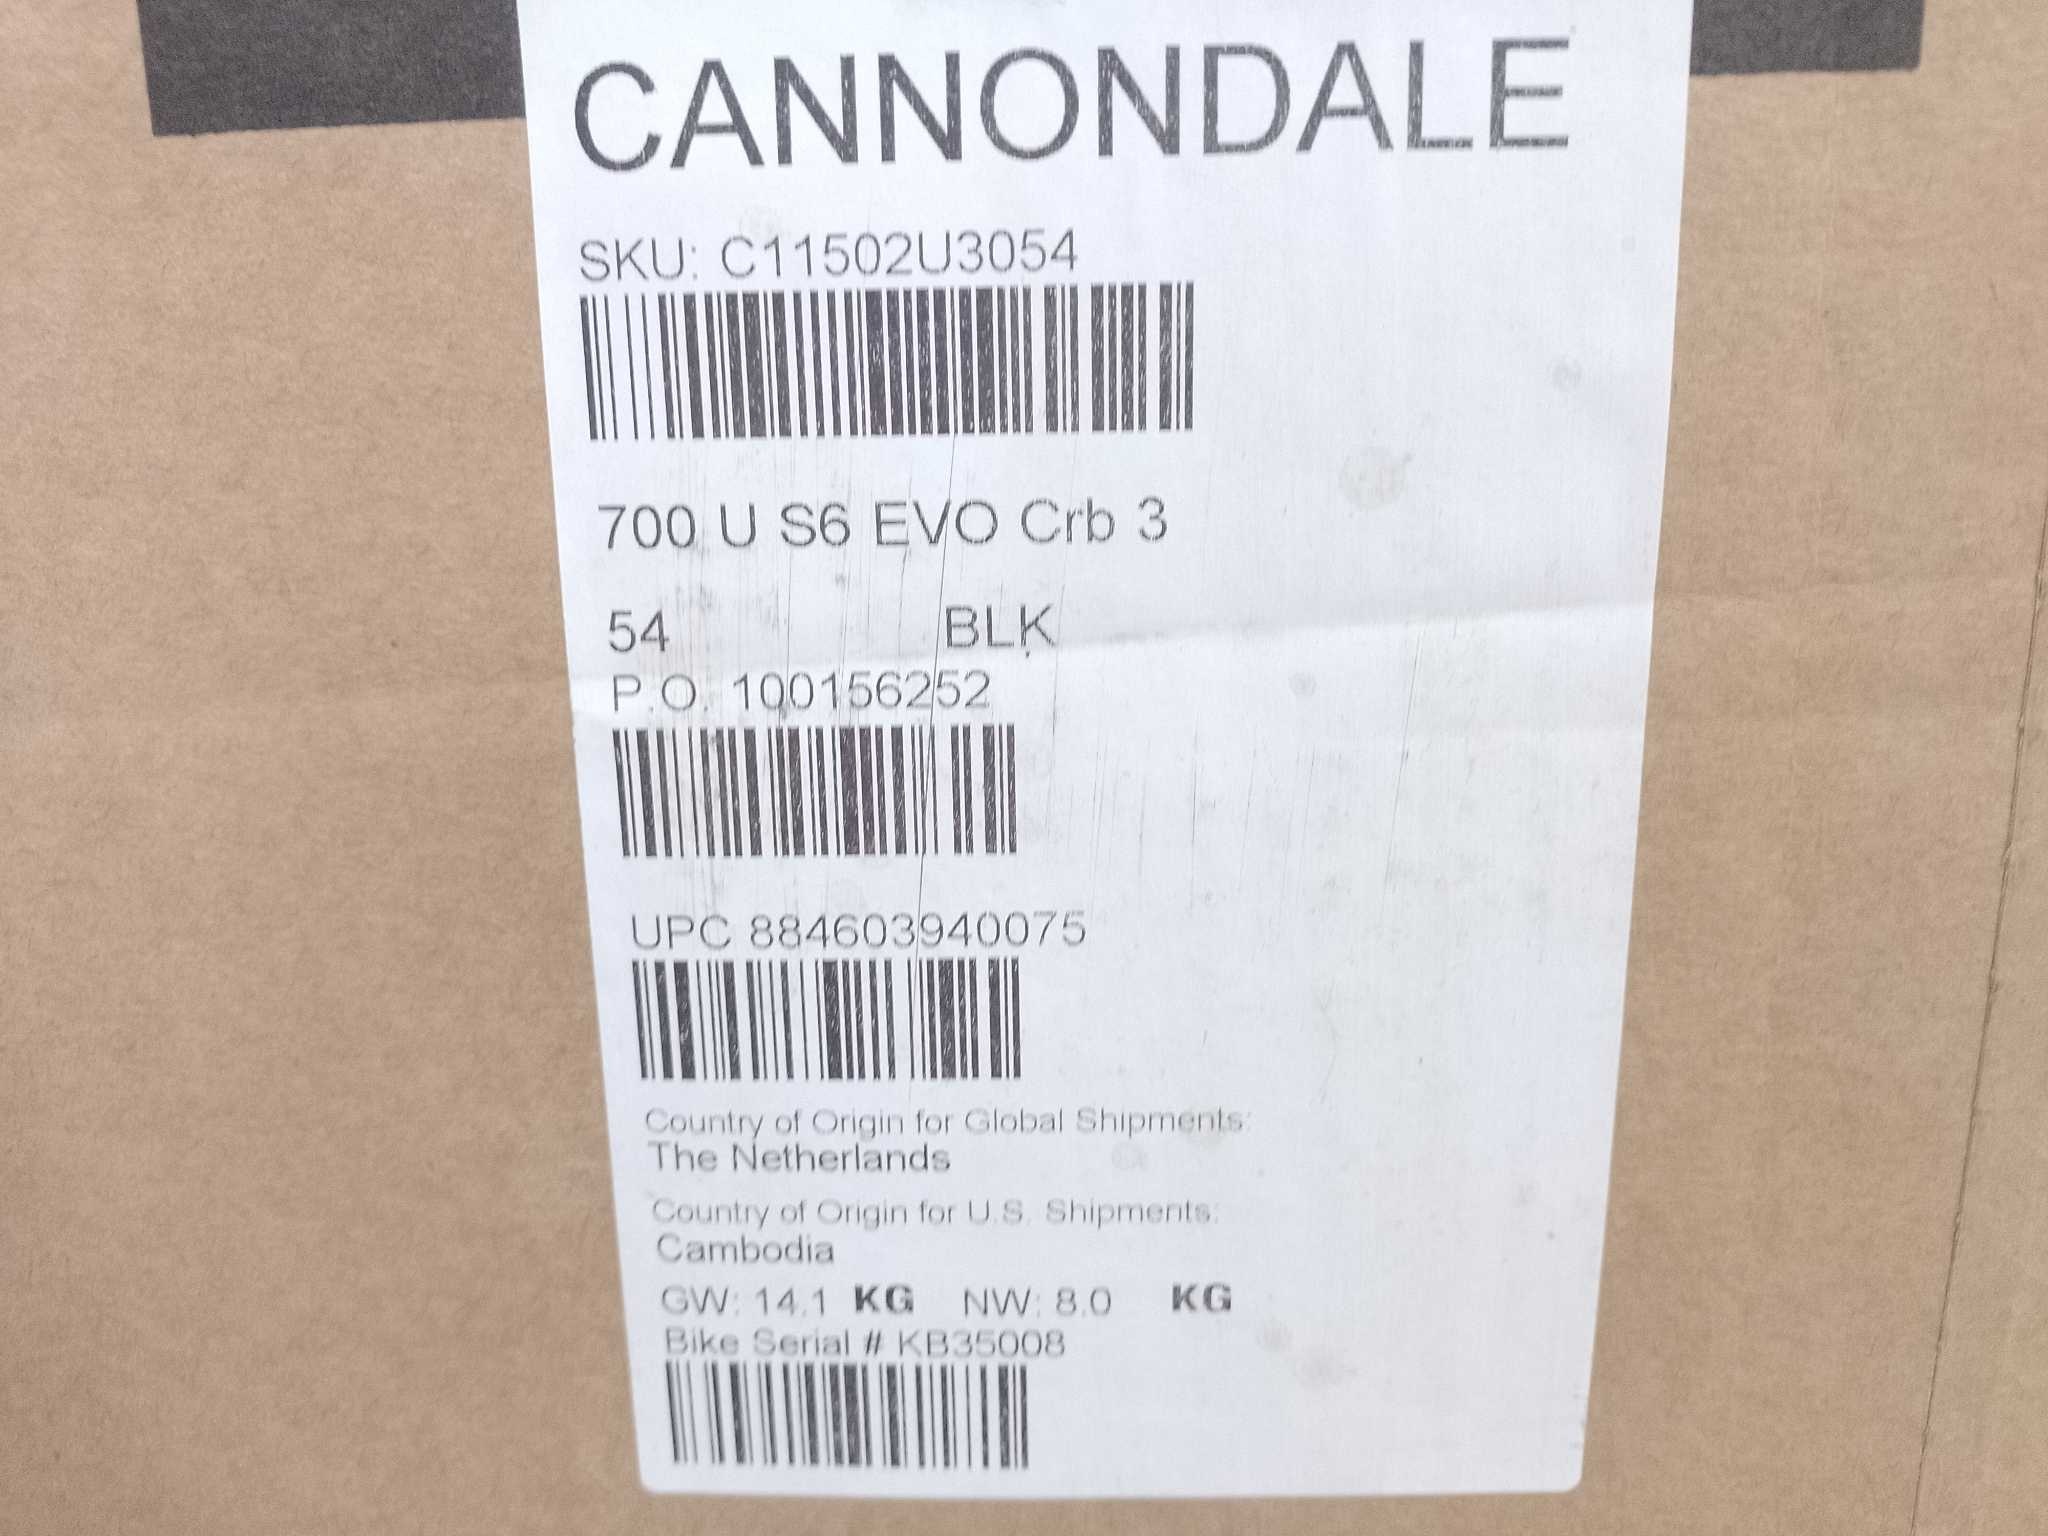 CANNONDALE
SKU: C11502U3054
700 U S6 EVO Crb 3
54 BLK
P.O. 100156252
UPC 884603940075
Country of Origin for Global Shipments:
The Netherlands
Country of Origin for U.S. Shipments:
Cambodia
GW: 14.1 KG NW: 8.0 KG
Bike Serial # KB35008